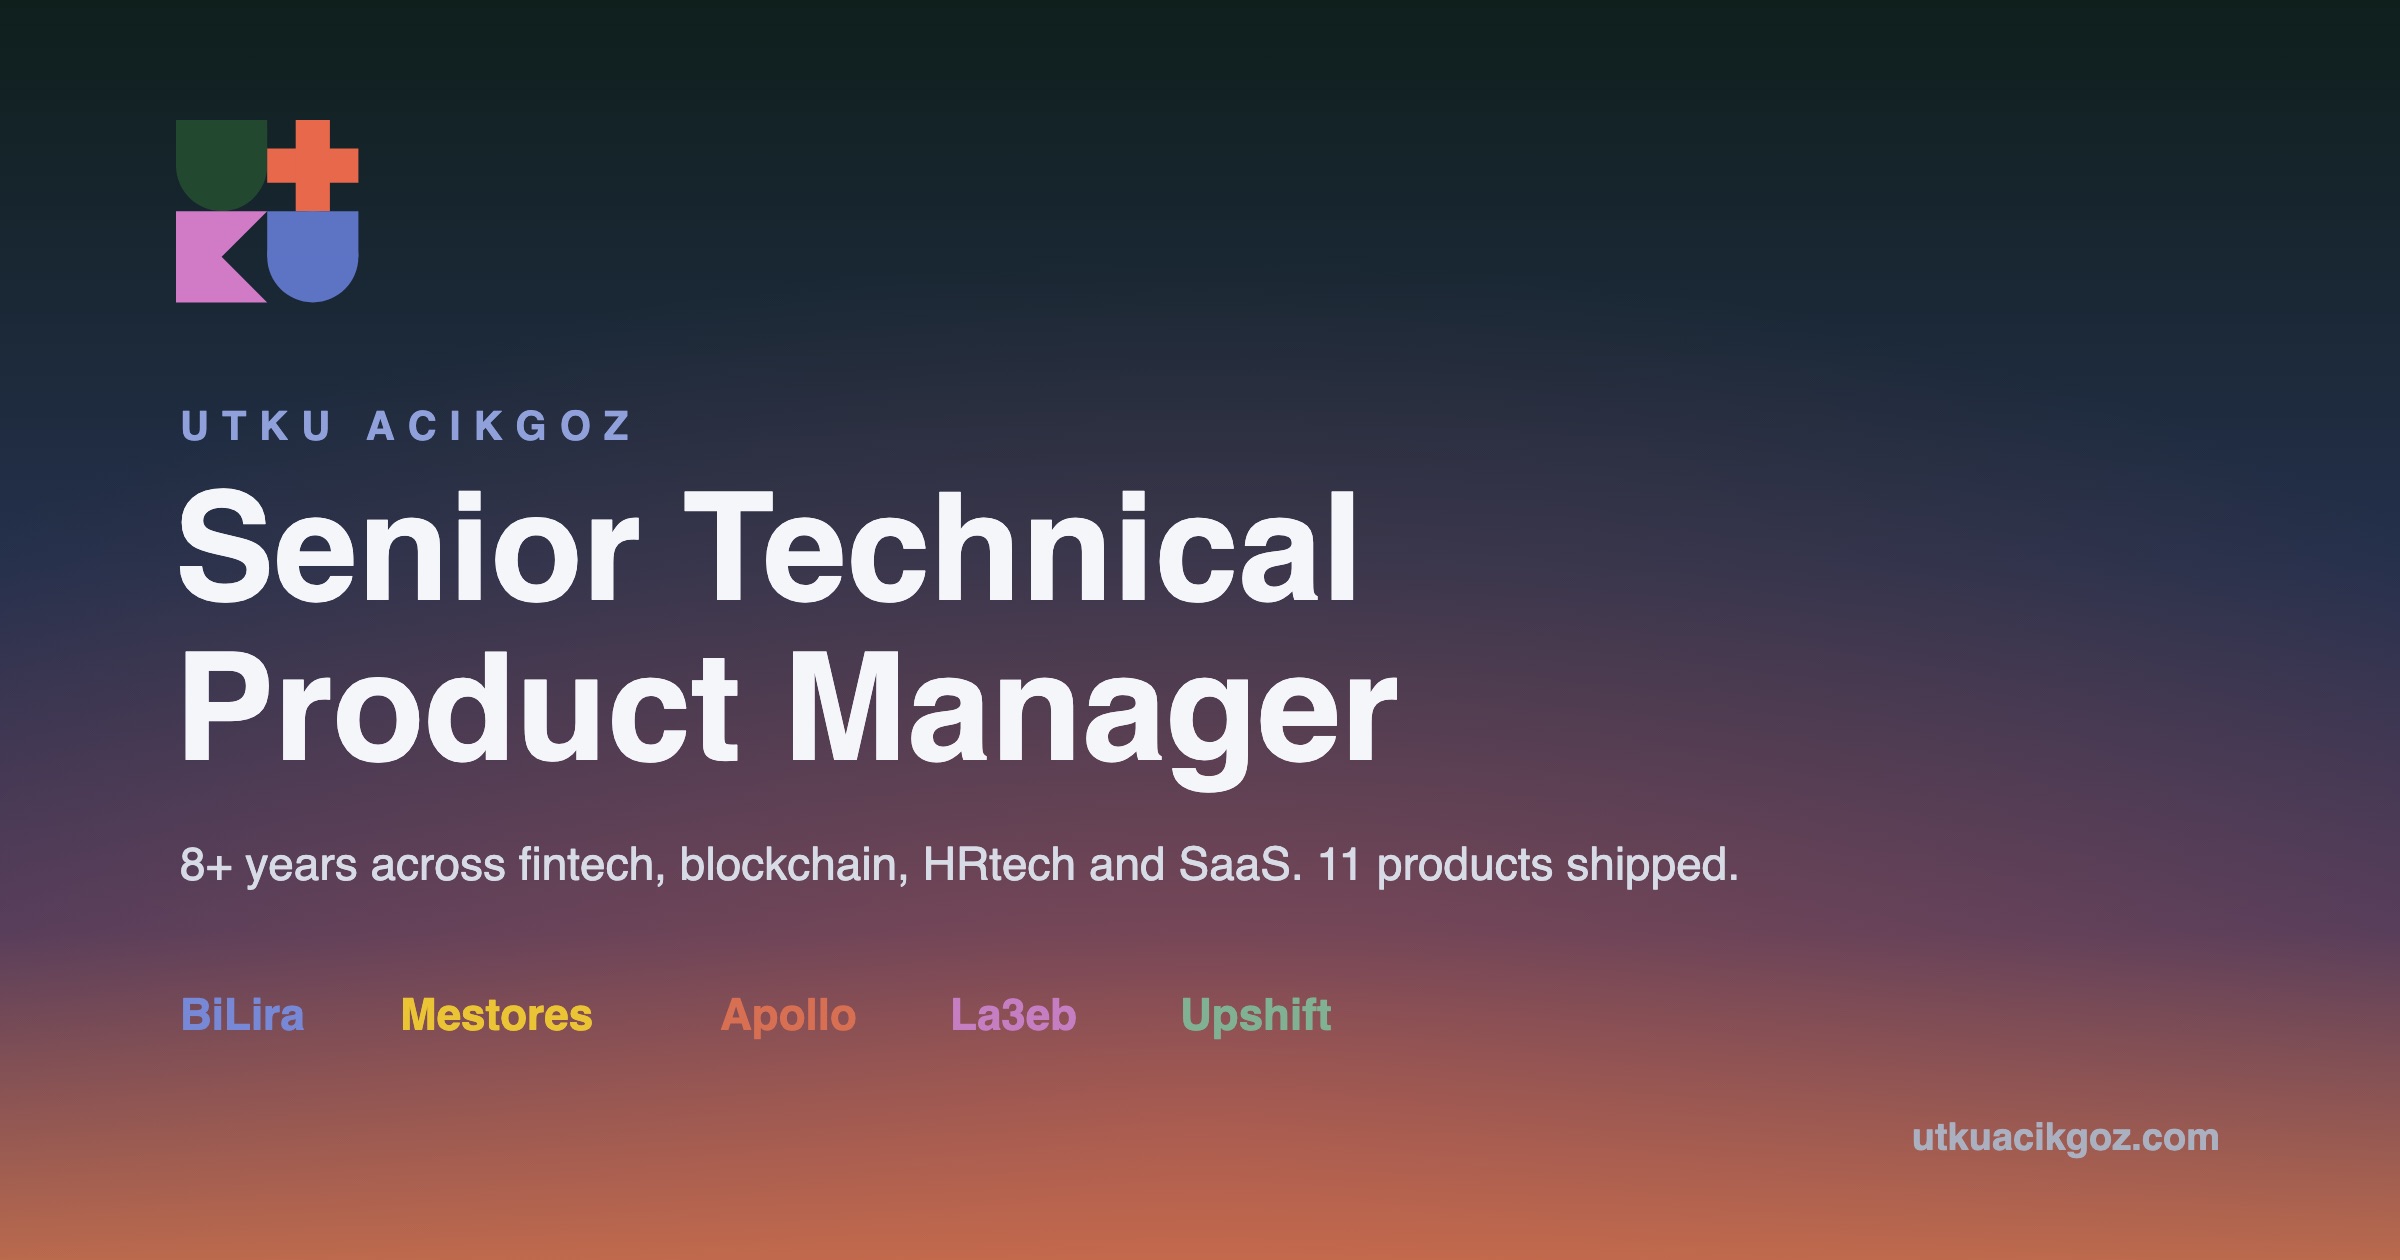 UTKU
UTKU ACIKGOZ
Senior Technical
Product Manager
8+ years across fintech, blockchain, HRtech and SaaS. 11 products shipped.
BiLira Mestores Apollo La3eb Upshift
utkuacikgoz.com